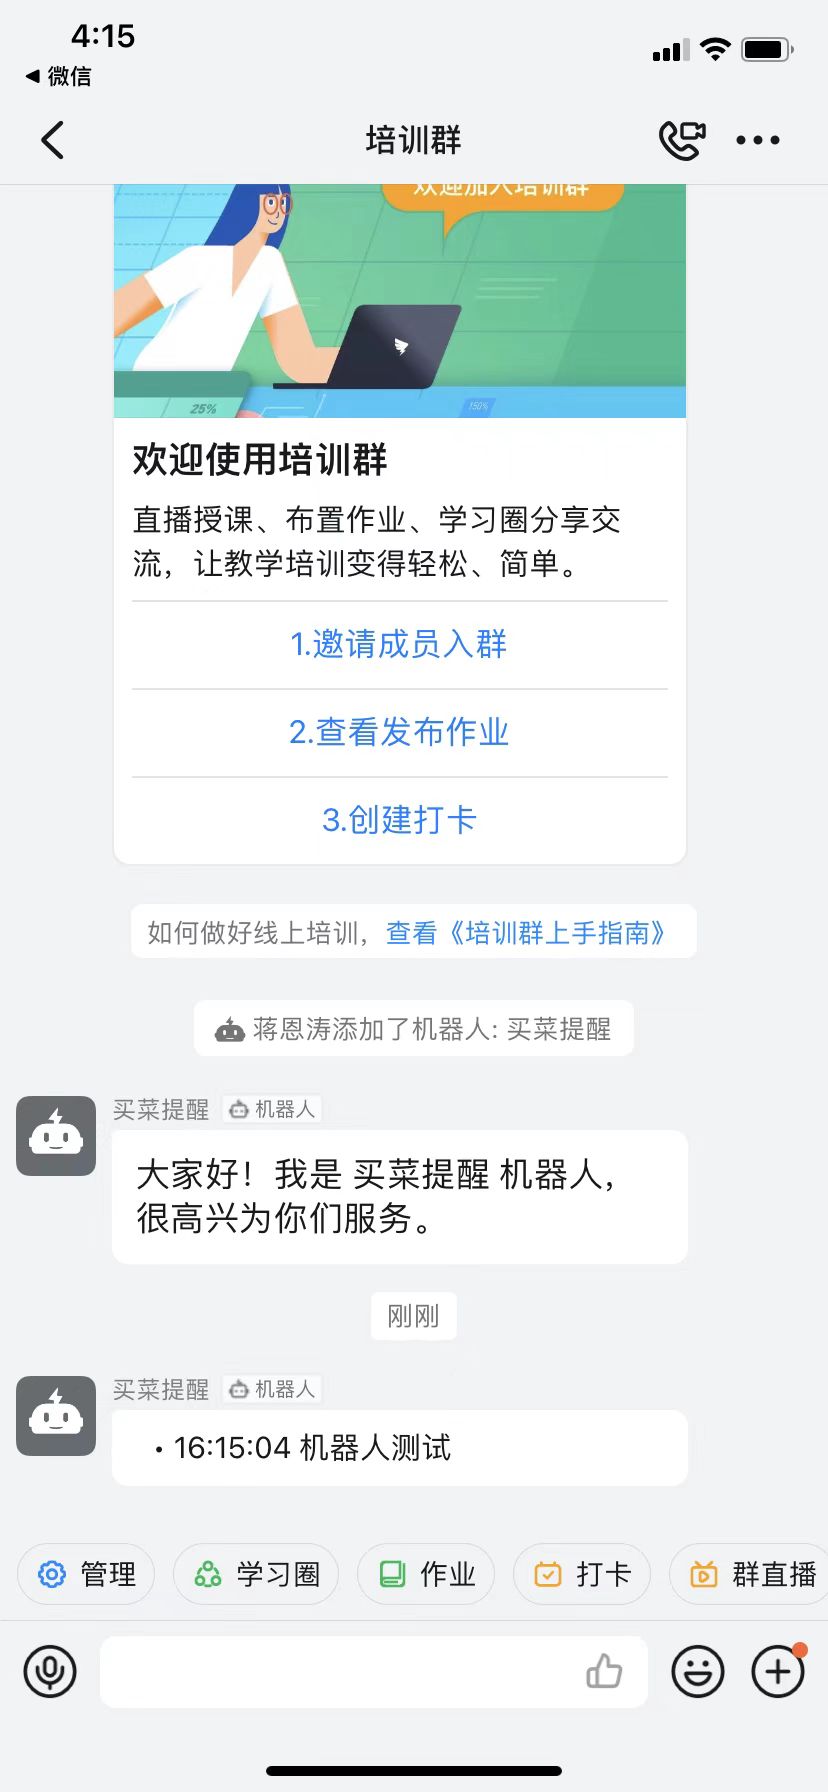 4:15
微信
培训群
欢迎加入培训群
25%
150%
欢迎使用培训群
直播授课、布置作业、学习圈分享交
流，让教学培训变得轻松、简单。
1.邀请成员入群
2.查看发布作业
3.创建打卡
如何做好线上培训，查看《培训群上手指南》
蒋恩涛添加了机器人: 买菜提醒
买菜提醒 机器人
大家好！我是 买菜提醒 机器人，
很高兴为你们服务。
刚刚
买菜提醒 机器人
• 16:15:04 机器人测试
管理 学习圈 作业 打卡 群直播